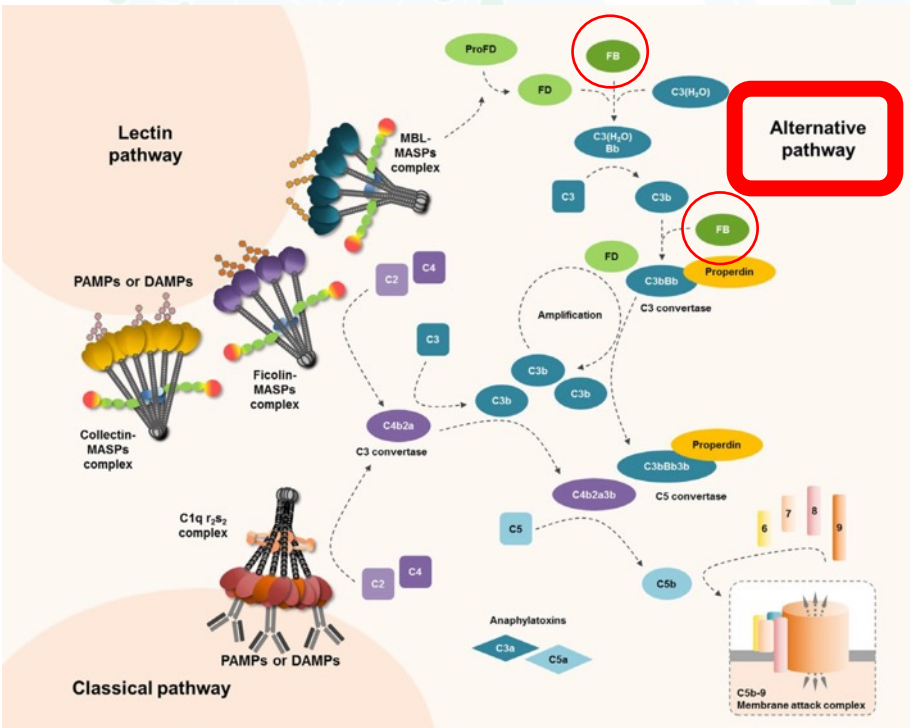 ProFD
FB
FD
C3(H₂O)
Alternative
pathway
Lectin
pathway
MBL-
MASPs
complex
C3(H₂O)
Bb
C3
C3b
FB
FD
Properdin
C3bBb
C3 convertase
PAMPs or DAMPs
C2
C4
Amplification
C3
C3b
C3b
C3b
Ficolin-
MASPs
complex
Collectin-
MASPs
complex
C4b2a
C3 convertase
Properdin
C3bBb3b
C5 convertase
C4b2a3b
C1q r₂s₂
complex
C5
6
7
8
9
C2
C4
C5b
Anaphylatoxins
C3a
C5a
PAMPs or DAMPs
Classical pathway
C5b-9
Membrane attack complex